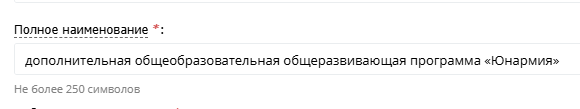 Полное наименование *:
дополнительная общеобразовательная общеразвивающая программа «Юнармия»
Не более 250 символов